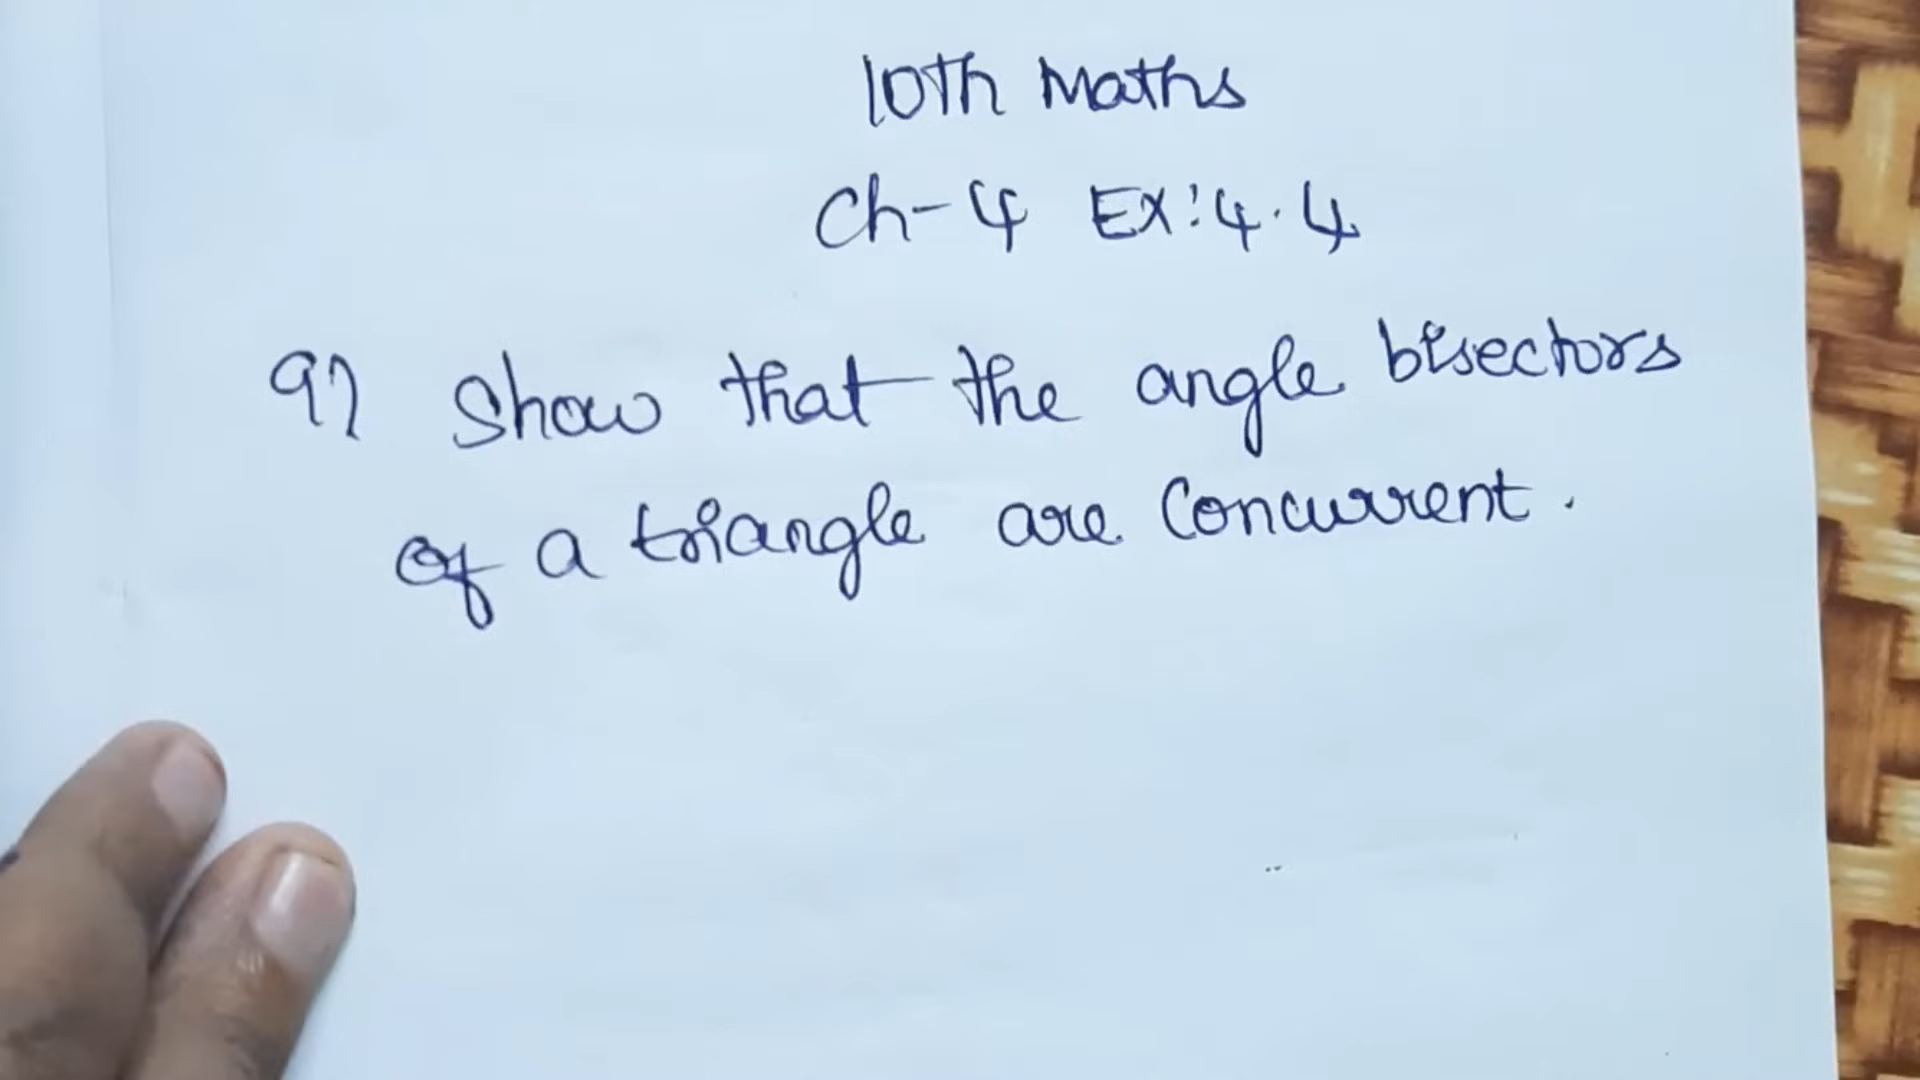 10Th Maths
Ch-4 EX:4.4
9) Show that the angle bisectors
of a triangle are Concurrent.